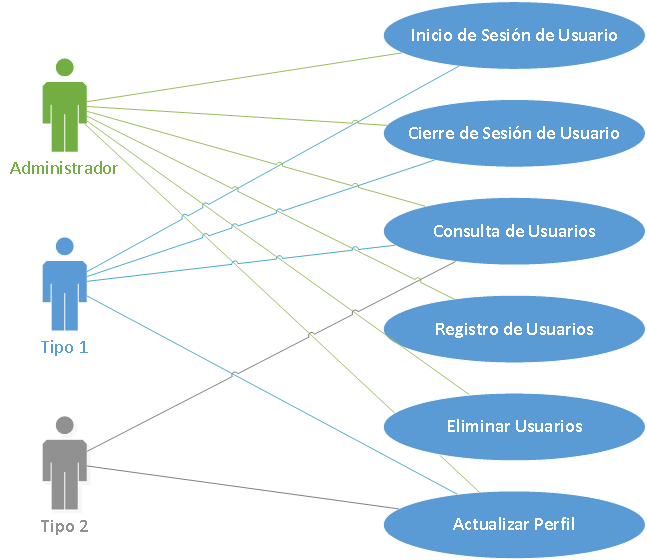 Inicio de Sesión de Usuario
Cierre de Sesión de Usuario
Administrador
Consulta de Usuarios
Registro de Usuarios
Tipo 1
Eliminar Usuarios
Actualizar Perfil
Tipo 2